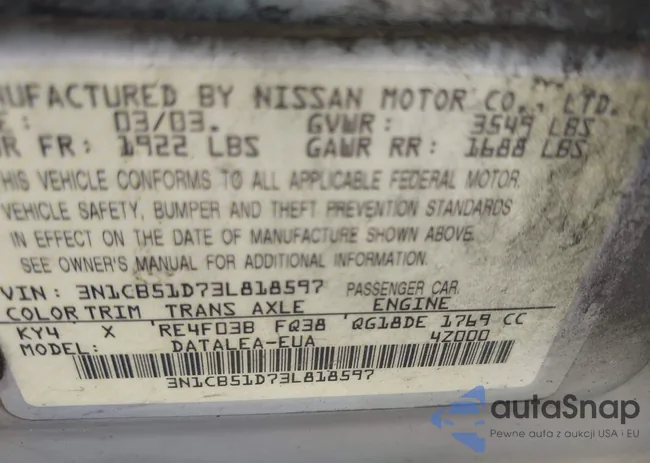 NUFACTURED BY NISSAN MOTOR CO., LTD.
E: 03/03. GVWR: 3549 LBS
R FR: 1922 LBS GAWR RR: 1688 LBS
THIS VEHICLE CONFORMS TO ALL APPLICABLE FEDERAL MOTOR
VEHICLE SAFETY, BUMPER AND THEFT PREVENTION STANDARDS
IN EFFECT ON THE DATE OF MANUFACTURE SHOWN ABOVE.
SEE OWNER'S MANUAL FOR ADDITIONAL INFORMATION.
VIN: 3N1CB51D73L818597 PASSENGER CAR
COLOR TRIM TRANS AXLE ENGINE
KY4 X RE4F03B FQ38 QG18DE 1769 CC
MODEL: DATALEA-EUA 4Z000
3N1CB51D73L818597
autaSnap
Pewne auta z aukcji USA i EU